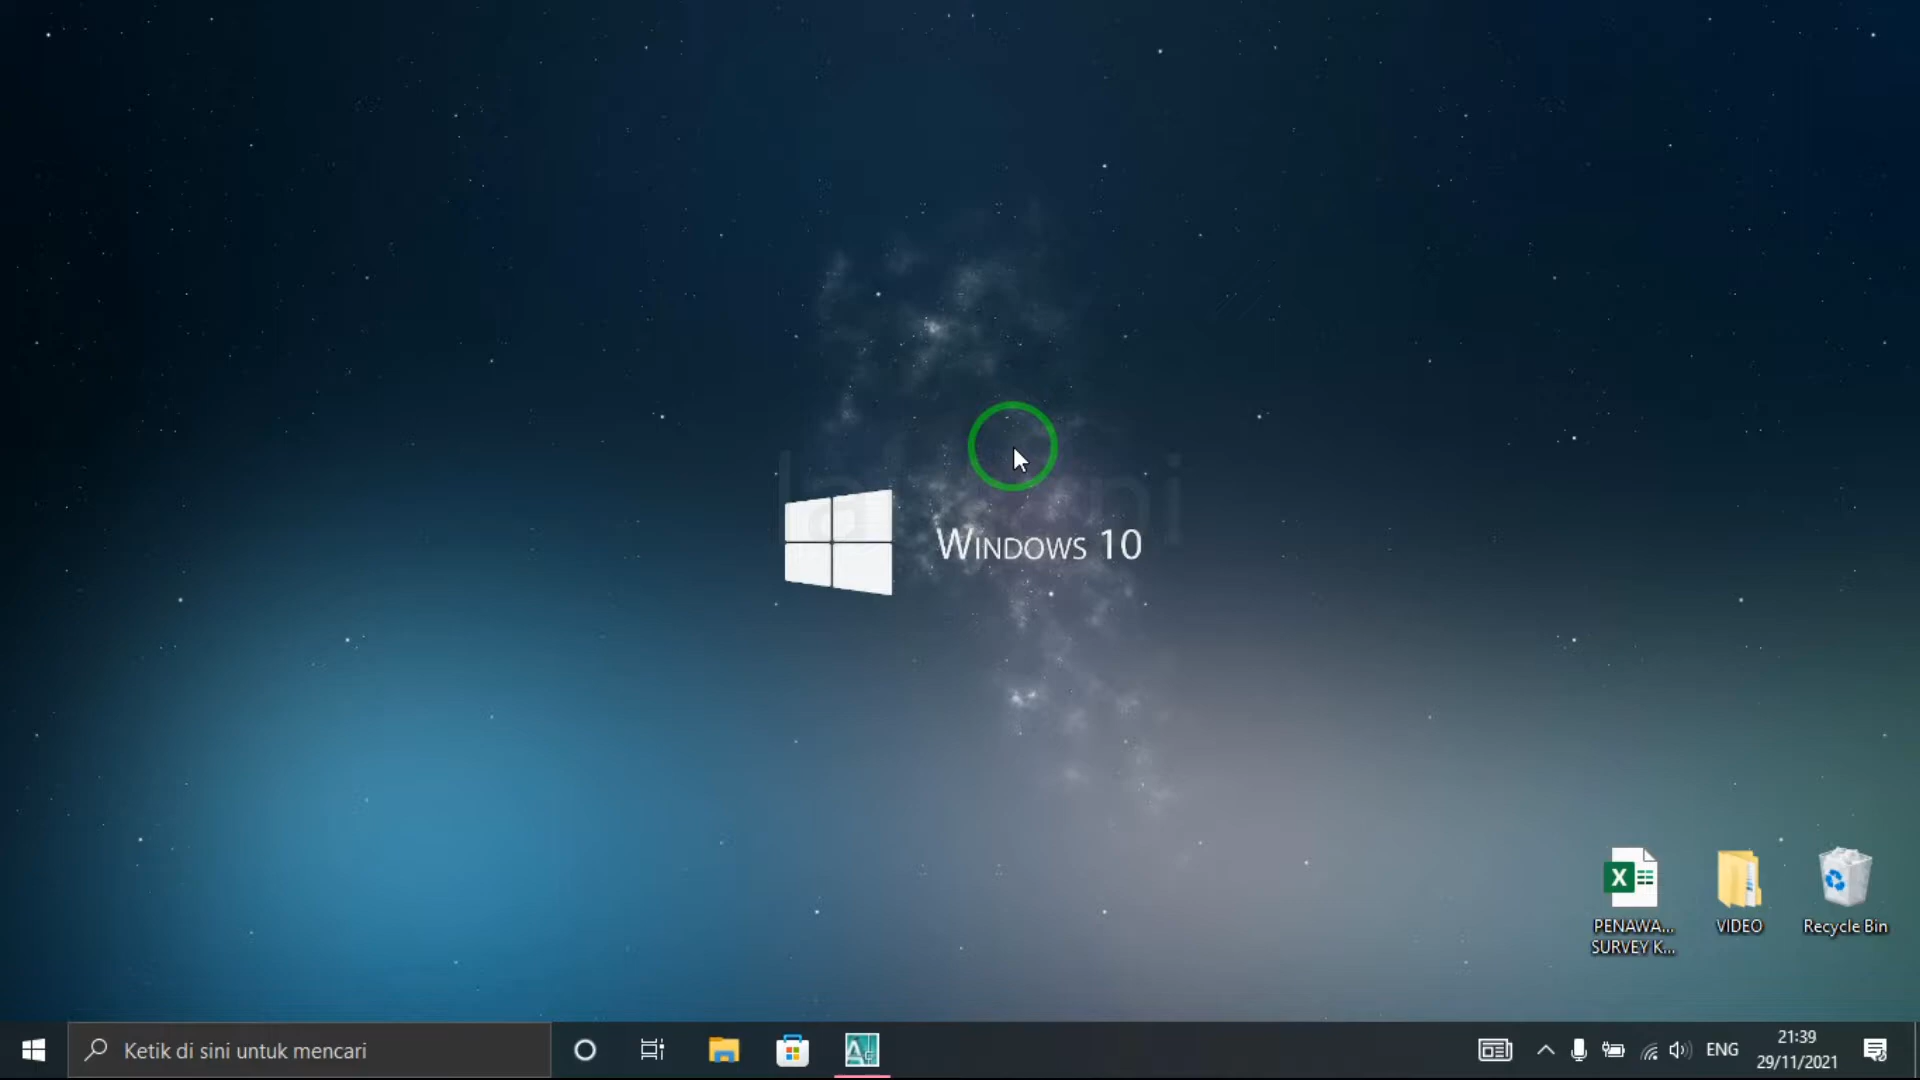 WINDOWS 10
PENAWA...
SURVEY K...
VIDEO
Recycle Bin
Ketik di sini untuk mencari
ENG
21:39
29/11/2021